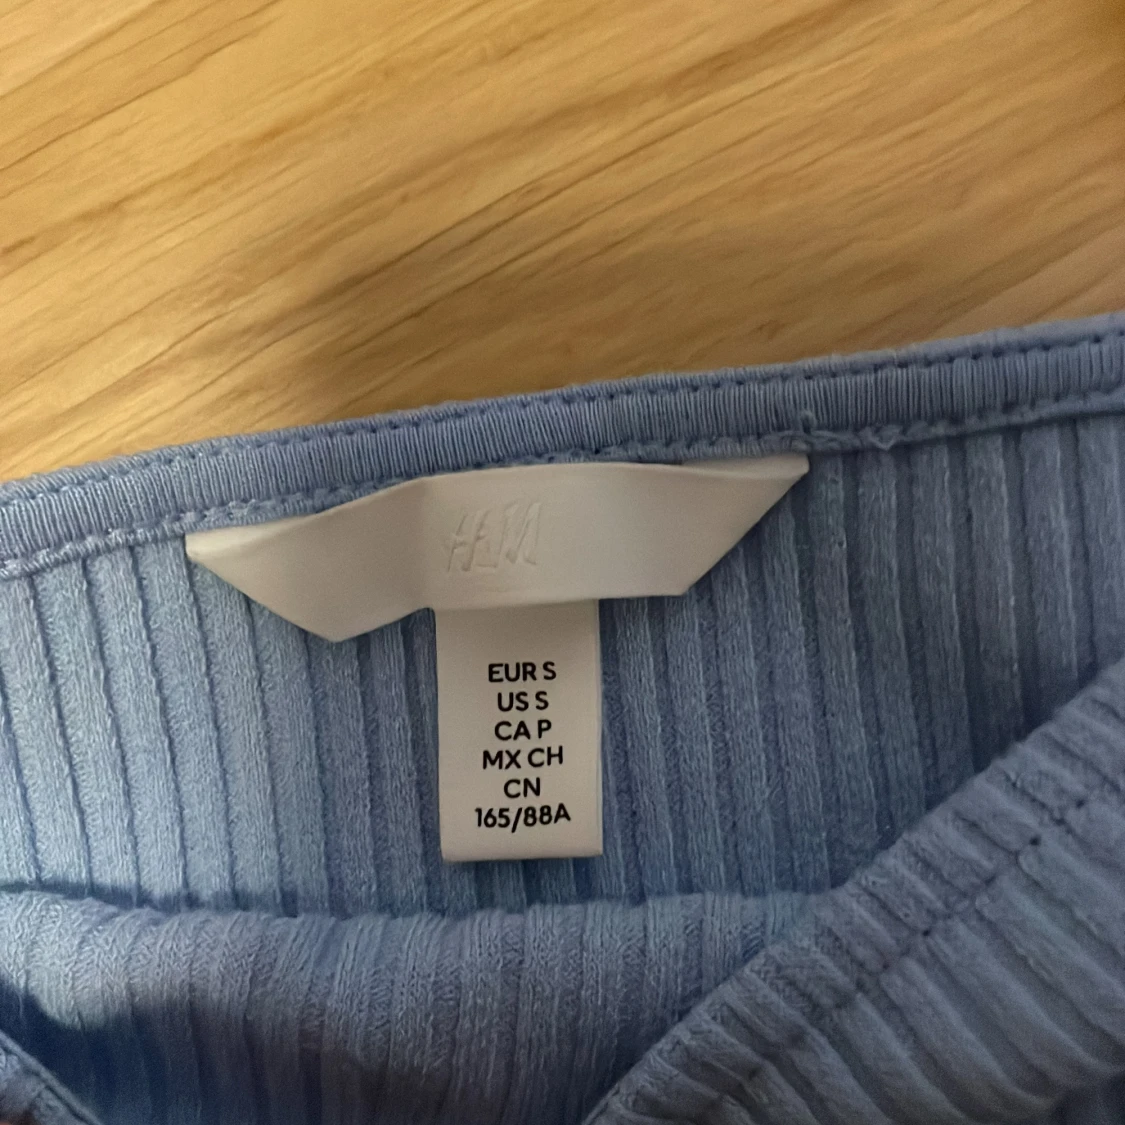 H&M
EUR S
US S
CA P
MX CH
CN
165/88A